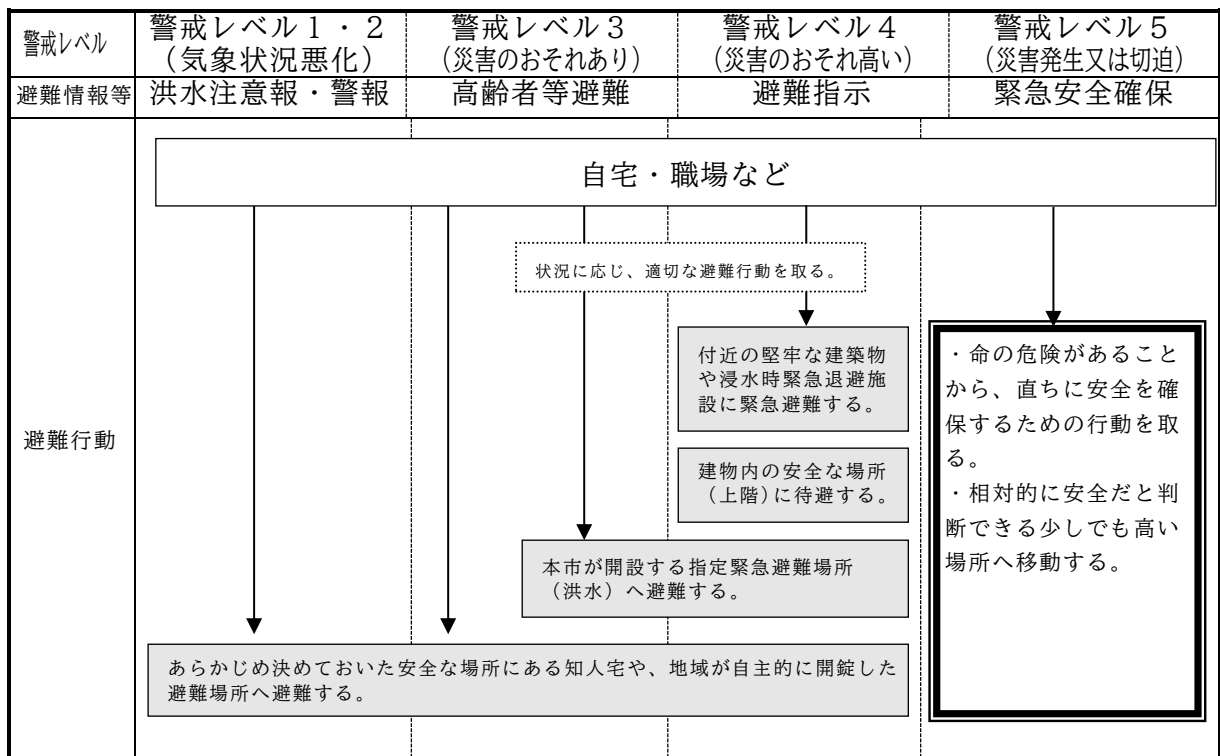 警戒レベル
警戒レベル1・2
(気象状況悪化)
警戒レベル3
(災害のおそれあり)
警戒レベル4
(災害のおそれ高い)
警戒レベル5
(災害発生又は切迫)
避難情報等
洪水注意報・警報
高齢者等避難
避難指示
緊急安全確保
避難行動
自宅・職場など
状況に応じ、適切な避難行動を取る。
付近の堅牢な建築物
や浸水時緊急退避施
設に緊急避難する。
建物内の安全な場所
(上階)に待避する。
本市が開設する指定緊急避難場所
(洪水)へ避難する。
あらかじめ決めておいた安全な場所にある知人宅や、地域が自主的に開錠した
避難場所へ避難する。
・命の危険があること
から、直ちに安全を確
保するための行動を取
る。
・相対的に安全だと判
断できる少しでも高い
場所へ移動する。